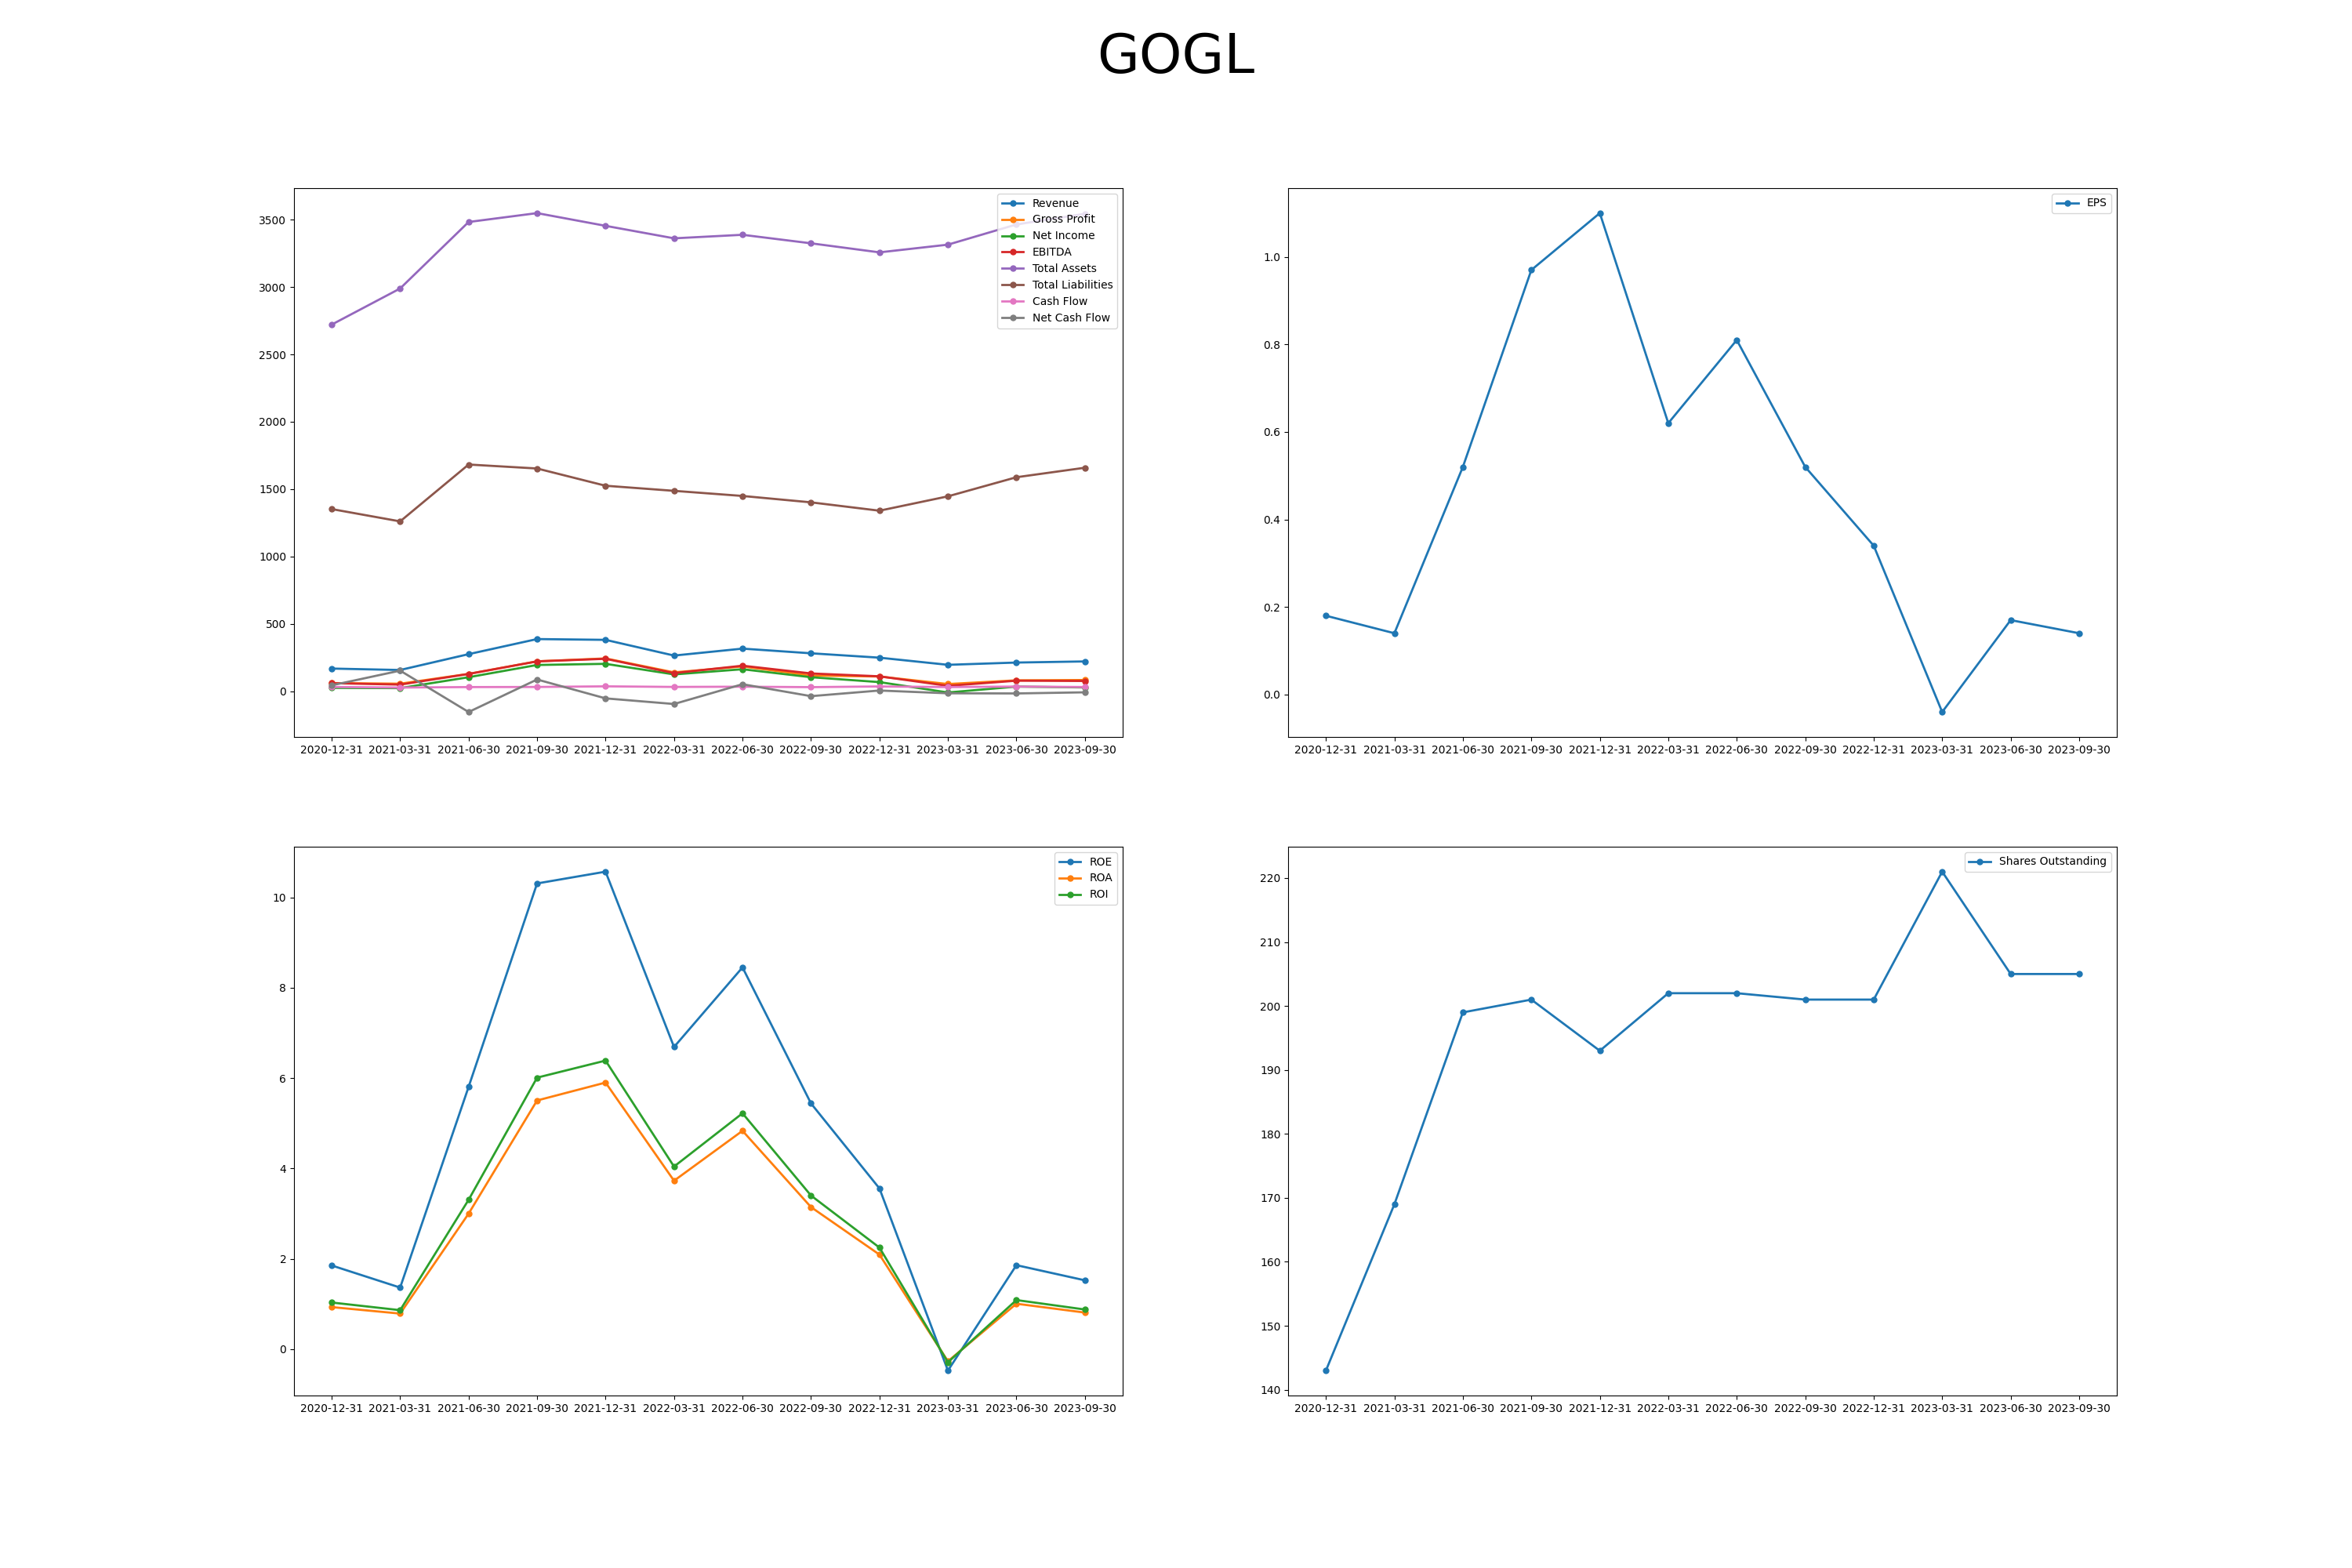 GOGL
3500
3000
2500
2000
1500
1000
500
0
Revenue
Gross Profit
Net Income
EBITDA
Total Assets
Total Liabilities
Cash Flow
Net Cash Flow
2020-12-31 2021-03-31 2021-06-30 2021-09-30 2021-12-31 2022-03-31 2022-06-30 2022-09-30 2022-12-31 2023-03-31 2023-06-30 2023-09-30
1.0
0.8
0.6
0.4
0.2
0.0
EPS
2020-12-31 2021-03-31 2021-06-30 2021-09-30 2021-12-31 2022-03-31 2022-06-30 2022-09-30 2022-12-31 2023-03-31 2023-06-30 2023-09-30
10
8
6
4
2
0
ROE
ROA
ROI
2020-12-31 2021-03-31 2021-06-30 2021-09-30 2021-12-31 2022-03-31 2022-06-30 2022-09-30 2022-12-31 2023-03-31 2023-06-30 2023-09-30
220
210
200
190
180
170
160
150
140
Shares Outstanding
2020-12-31 2021-03-31 2021-06-30 2021-09-30 2021-12-31 2022-03-31 2022-06-30 2022-09-30 2022-12-31 2023-03-31 2023-06-30 2023-09-30